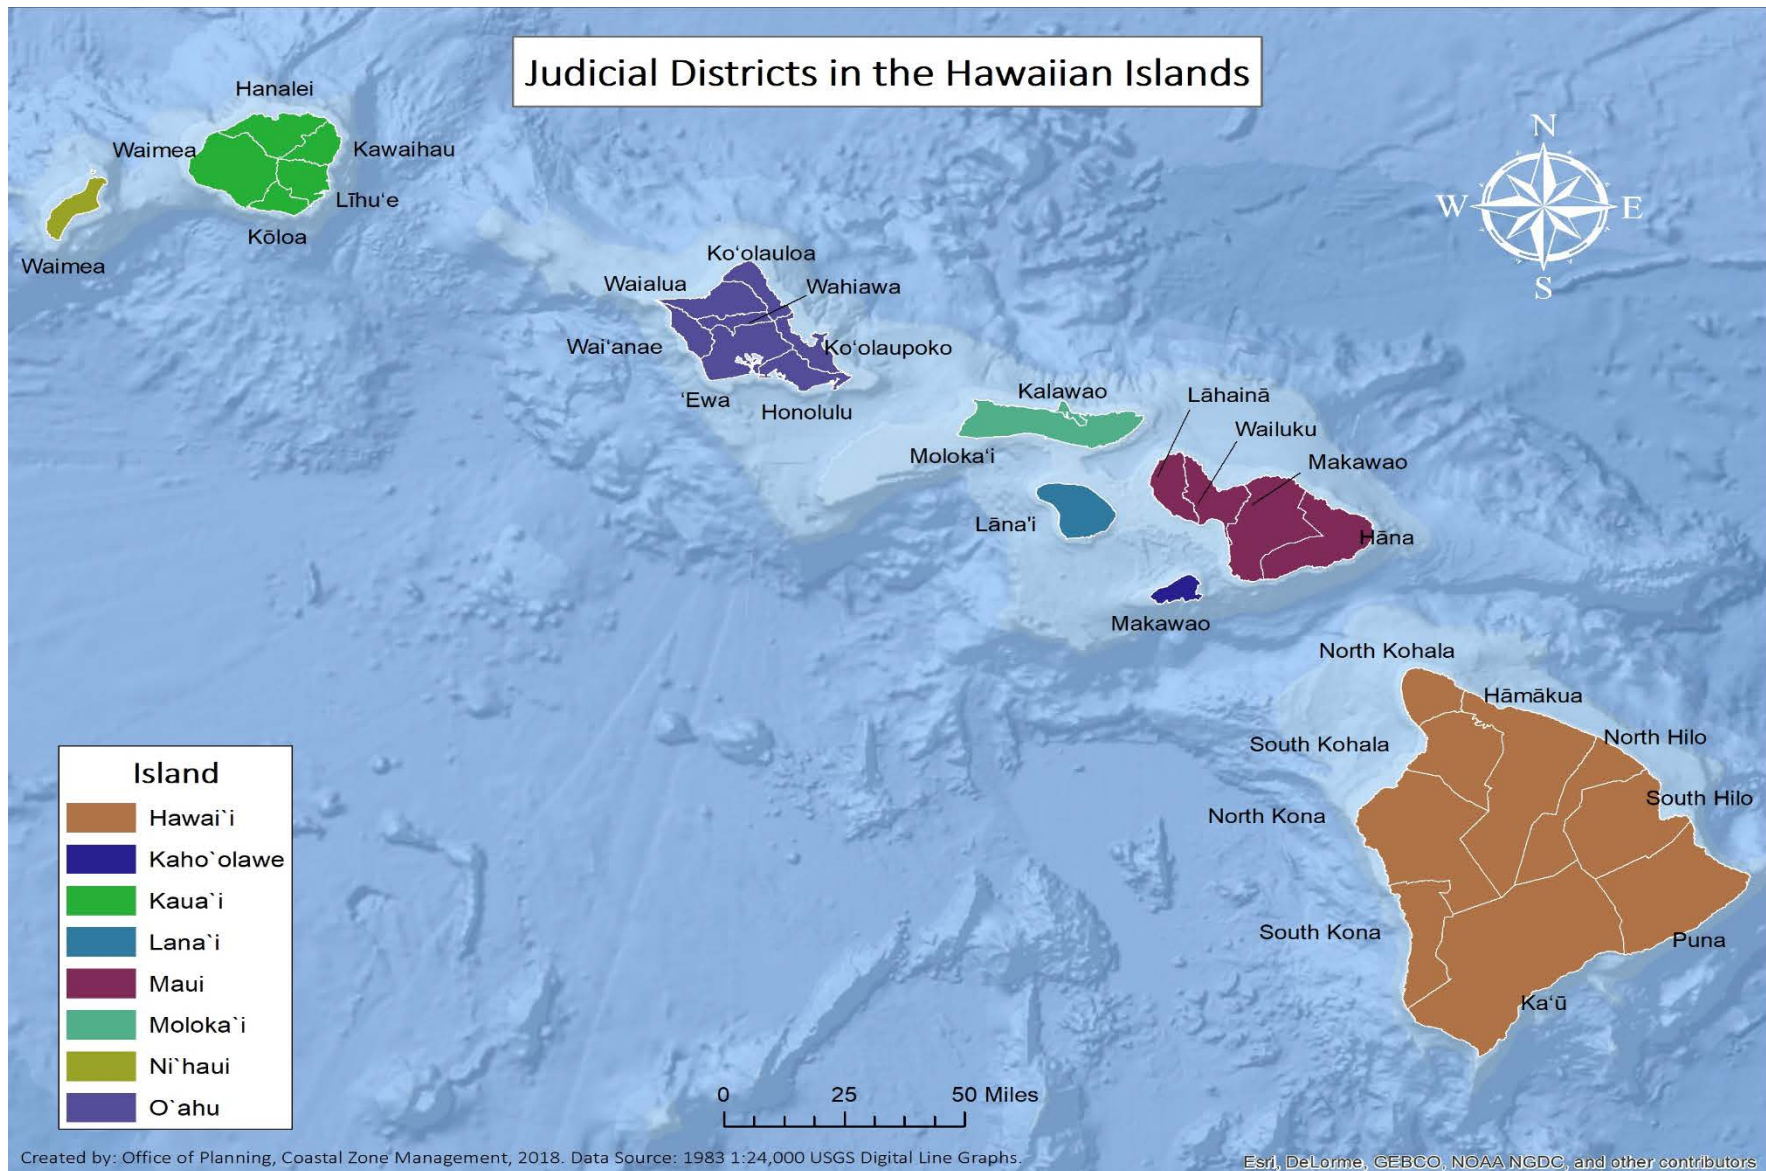 Judicial Districts in the Hawaiian Islands
Hanalei
Waimea
Kawaihau
Līhu‘e
Kōloa
Waimea
N
W
E
S
Ko‘olauloa
Waialua
Wahiawa
Wai‘anae
Ko‘olaupoko
‘Ewa
Honolulu
Kalawao
Moloka‘i
Lāhainā
Wailuku
Makawao
Lāna'i
Hāna
Makawao
North Kohala
Hāmākua
South Kohala
North Hilo
South Hilo
North Kona
South Kona
Puna
Ka‘ū
Island
Hawai`i
Kaho`olawe
Kaua`i
Lana`i
Maui
Moloka`i
Ni`haui
O`ahu
0 25 50 Miles
Created by: Office of Planning, Coastal Zone Management, 2018. Data Source: 1983 1:24,000 USGS Digital Line Graphs.
Esri, DeLorme, GEBCO, NOAA NGDC, and other contributors